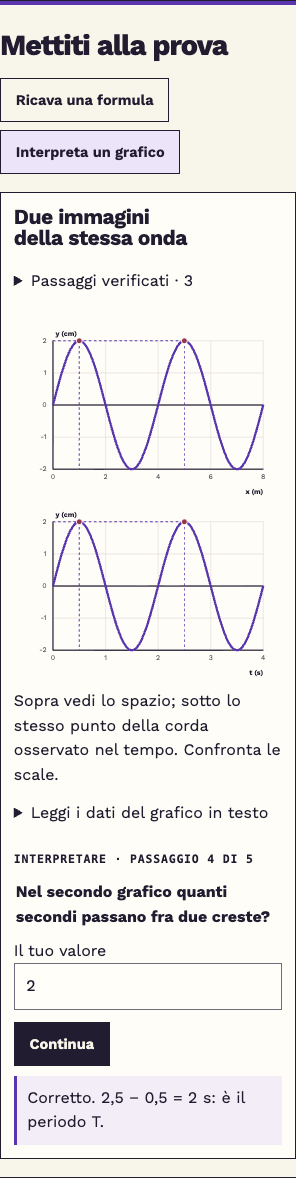 Mettiti alla prova
Ricava una formula
Interpreta un grafico
Due immagini
della stessa onda
▶ Passaggi verificati · 3
y (cm)
2
1
0
-1
-2
0 2 4 6 8
x (m)
y (cm)
2
1
0
-1
-2
0 1 2 3 4
t (s)
Sopra vedi lo spazio; sotto lo
stesso punto della corda
osservato nel tempo. Confronta le
scale.
▶ Leggi i dati del grafico in testo
INTERPRETARE · PASSAGGIO 4 DI 5
Nel secondo grafico quanti
secondi passano fra due creste?
Il tuo valore
2
Continua
Corretto. 2,5 − 0,5 = 2 s: è il
periodo T.